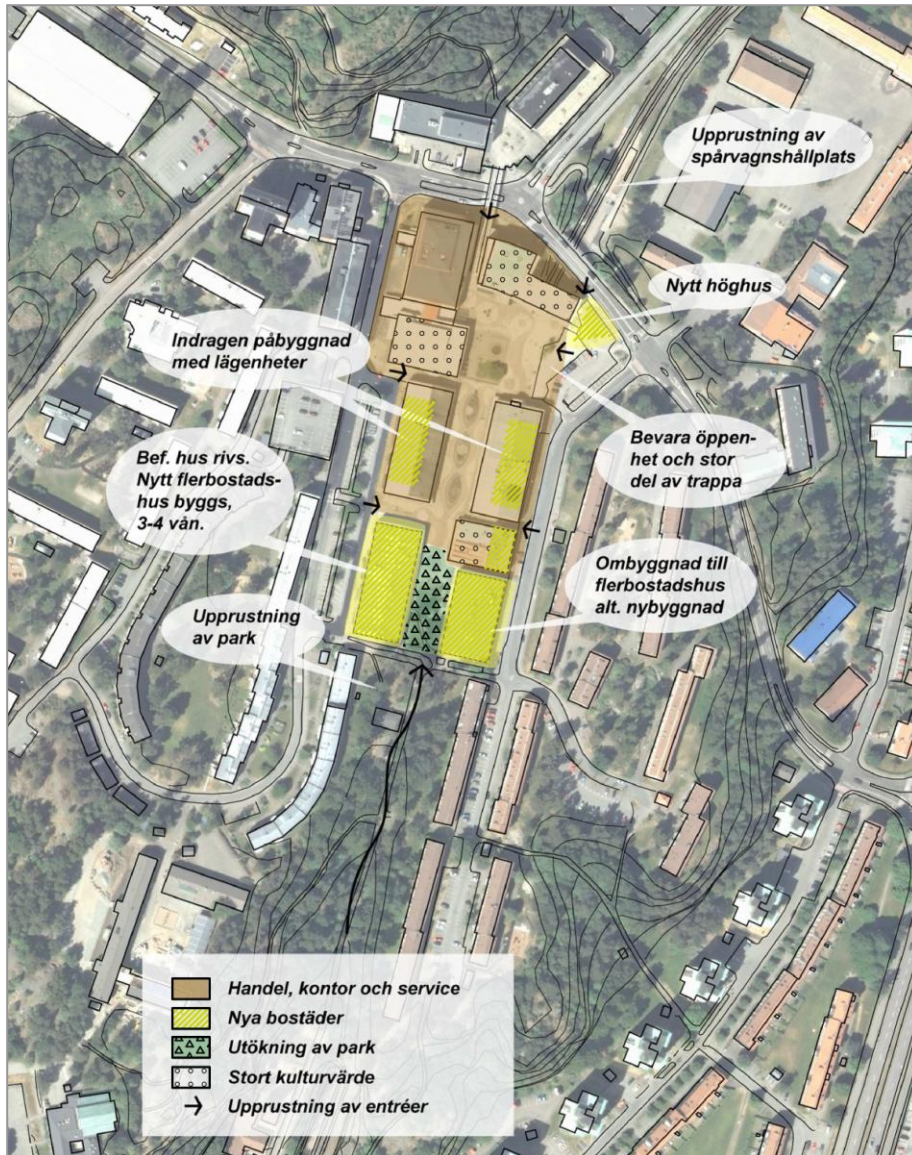 Upprustning av
spårvagnshållplats
Nytt höghus
Indragen påbyggnad
med lägenheter
Bevara öppen-
het och stor
del av trappa
Bef. hus rivs.
Nytt flerbostads-
hus byggs,
3-4 vån.
Ombyggnad till
flerbostadshus
alt. nybyggnad
Upprustning
av park
Handel, kontor och service
Nya bostäder
Utökning av park
Stort kulturvärde
Upprustning av entréer